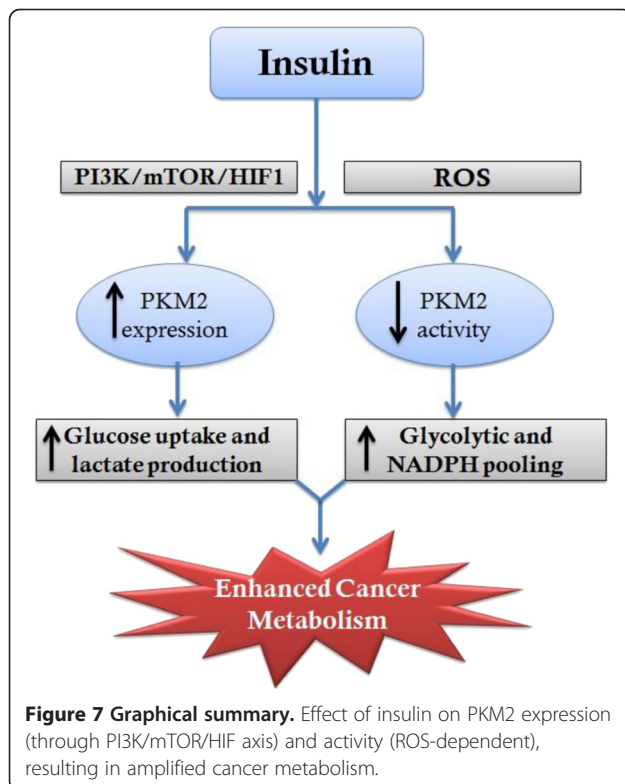 Insulin
PI3K/mTOR/HIF1
ROS
PKM2
expression
PKM2
activity
Glucose uptake and
lactate production
Glycolytic and
NADPH pooling
Enhanced Cancer
Metabolism
Figure 7 Graphical summary. Effect of insulin on PKM2 expression
(through PI3K/mTOR/HIF axis) and activity (ROS-dependent),
resulting in amplified cancer metabolism.